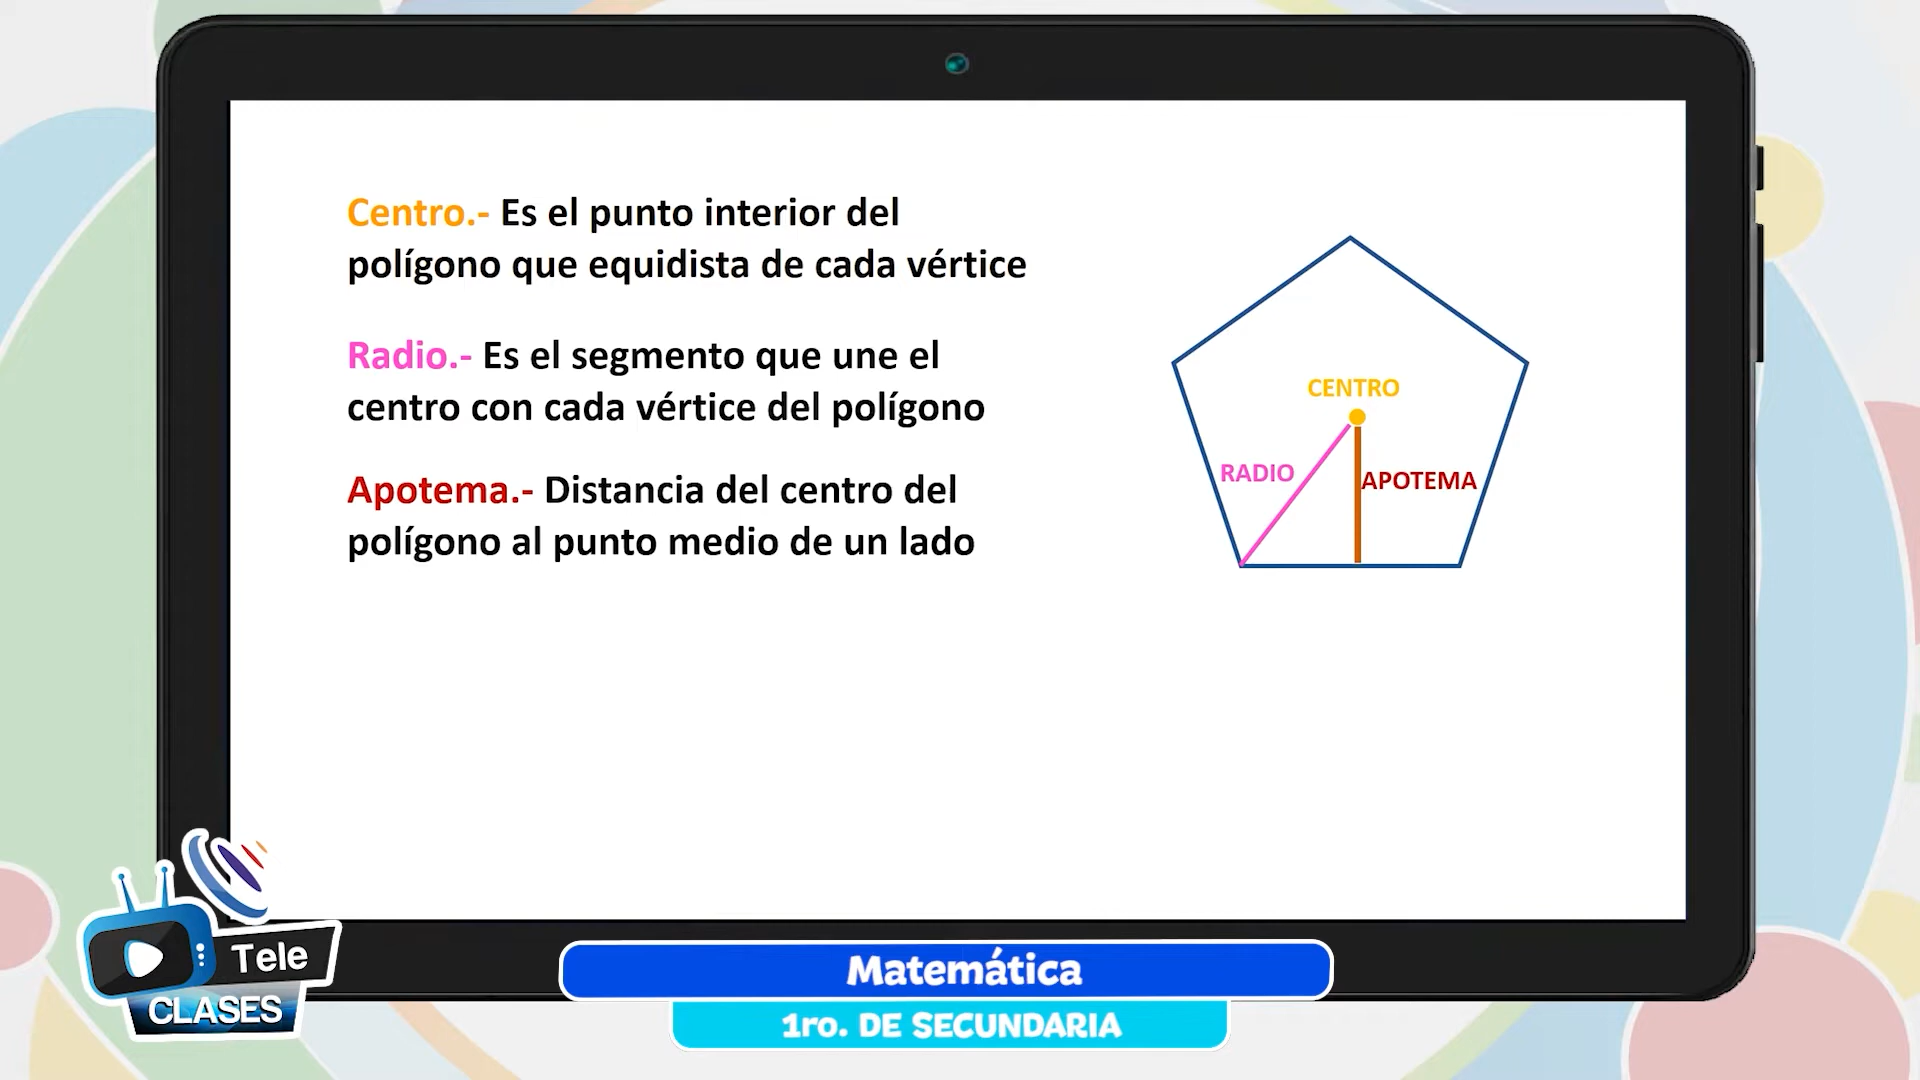 Centro.- Es el punto interior del
polígono que equidista de cada vértice
Radio.- Es el segmento que une el
centro con cada vértice del polígono
Apotema.- Distancia del centro del
polígono al punto medio de un lado
CENTRO
RADIO
APOTEMA
Tele
CLASES
Matemática
1ro. DE SECUNDARIA